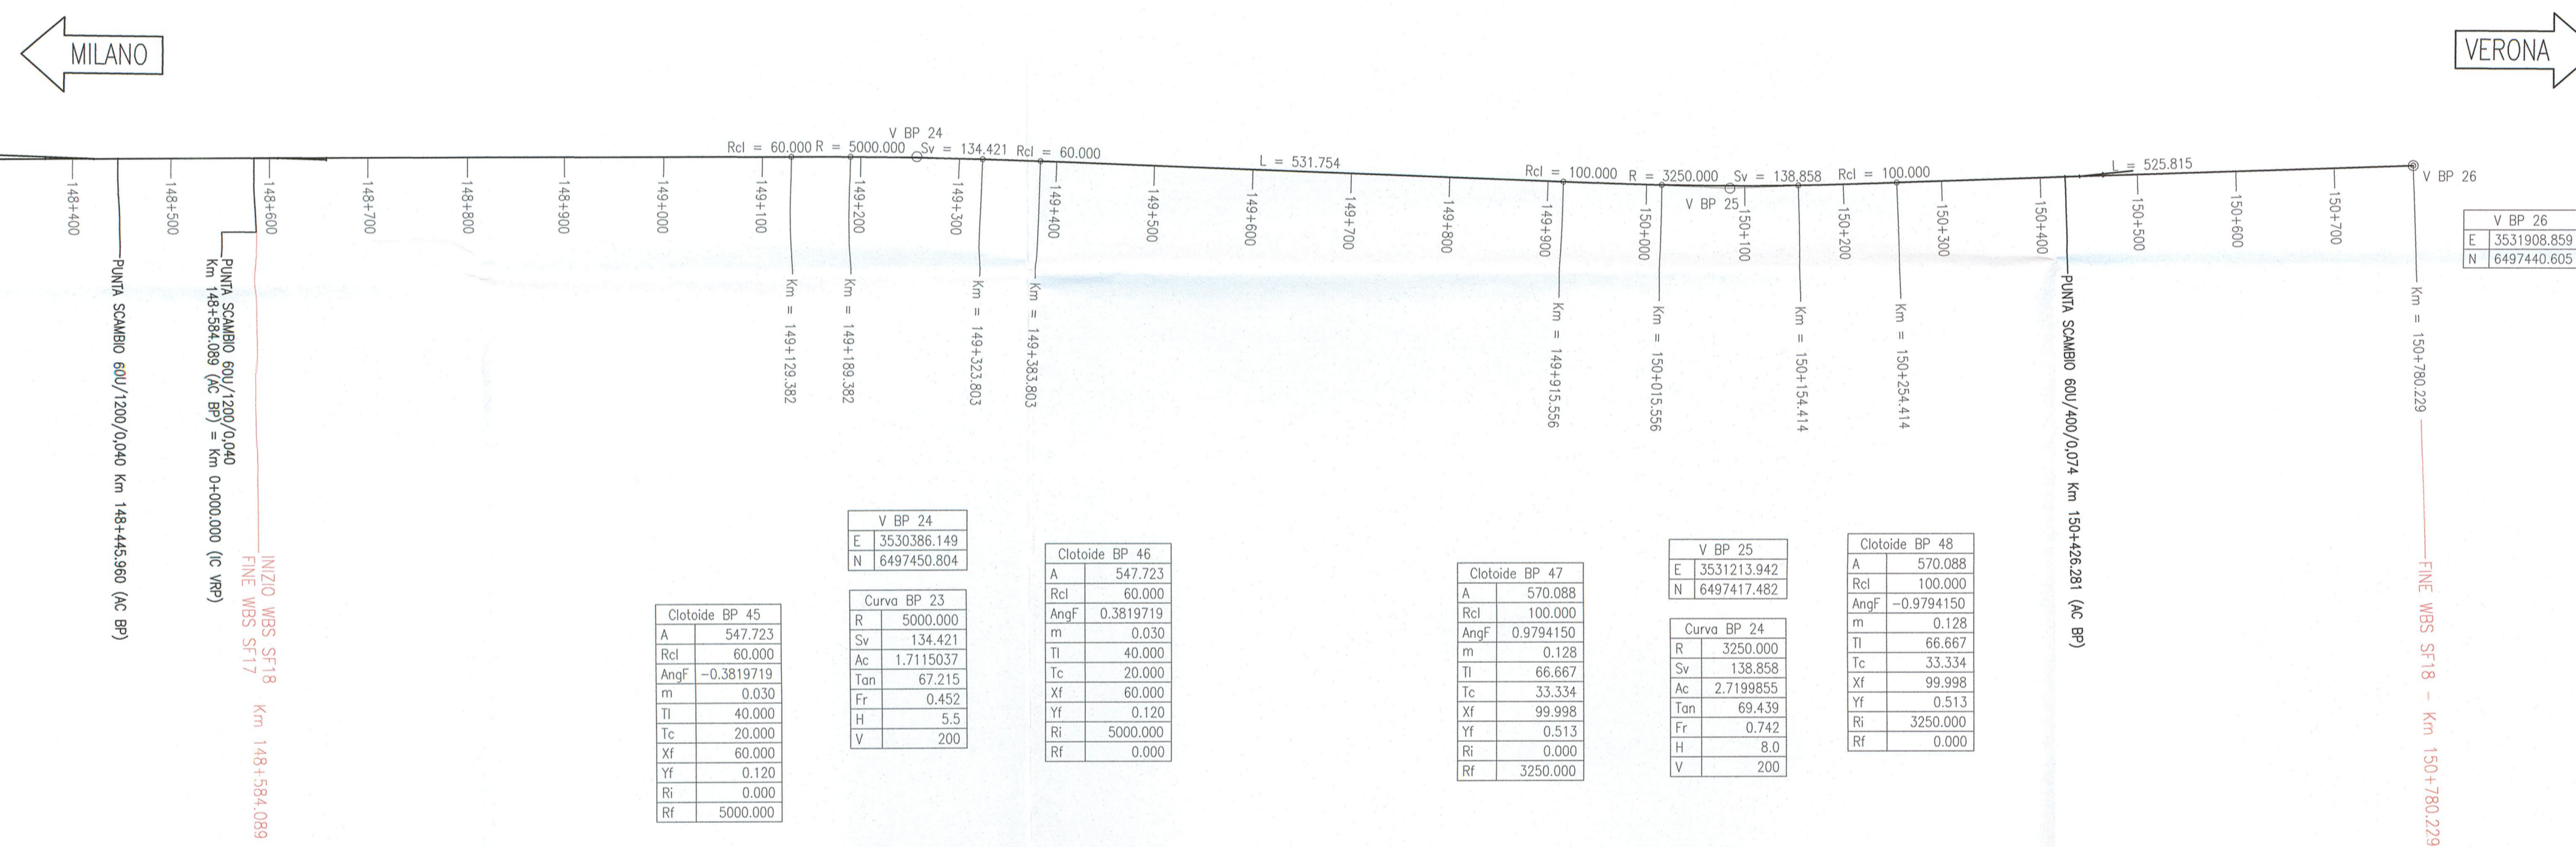 MILANO
VERONA
V BP 24
Rcl = 60.000 R = 5000.000 Sv = 134.421 Rcl = 60.000
L = 531.754
Rcl = 100.000 R = 3250.000 Sv = 138.858 Rcl = 100.000
V BP 25
L = 525.815
V BP 26
148+400
148+500
148+600
148+700
148+800
148+900
149+000
149+100
149+200
149+300
149+400
149+500
149+600
149+700
149+800
149+900
150+000
150+100
150+200
150+300
150+400
150+500
150+600
150+700
V BP 26
E 3531908.859
N 6497440.605
PUNTA SCAMBIO 60U/1200/0,040 Km 148+445.960 (AC BP)
PUNTA SCAMBIO 60U/1200/0,040
Km 148+584.089 (AC BP) = Km 0+000.000 (IC VRP)
INIZIO WBS SF18
FINE WBS SF17 Km 148+584.089
Km = 149+129.382
Km = 149+189.382
Km = 149+323.803
Km = 149+383.803
Km = 149+915.556
Km = 150+015.556
Km = 150+154.414
Km = 150+254.414
PUNTA SCAMBIO 60U/400/0,074 Km 150+426.281 (AC BP)
Km = 150+780.229
FINE WBS SF18 - Km 150+780.229
Clotoide BP 45
A 547.723
Rcl 60.000
AngF -0.3819719
m 0.030
Tl 40.000
Tc 20.000
Xf 60.000
Yf 0.120
Ri 0.000
Rf 5000.000
V BP 24
E 3530386.149
N 6497450.804
Curva BP 23
R 5000.000
Sv 134.421
Ac 1.7115037
Tan 67.215
Fr 0.452
H 5.5
V 200
Clotoide BP 46
A 547.723
Rcl 60.000
AngF 0.3819719
m 0.030
Tl 40.000
Tc 20.000
Xf 60.000
Yf 0.120
Ri 5000.000
Rf 0.000
Clotoide BP 47
A 570.088
Rcl 100.000
AngF 0.9794150
m 0.128
Tl 66.667
Tc 33.334
Xf 99.998
Yf 0.513
Ri 0.000
Rf 3250.000
V BP 25
E 3531213.942
N 6497417.482
Curva BP 24
R 3250.000
Sv 138.858
Ac 2.7199855
Tan 69.439
Fr 0.742
H 8.0
V 200
Clotoide BP 48
A 570.088
Rcl 100.000
AngF -0.9794150
m 0.128
Tl 66.667
Tc 33.334
Xf 99.998
Yf 0.513
Ri 3250.000
Rf 0.000